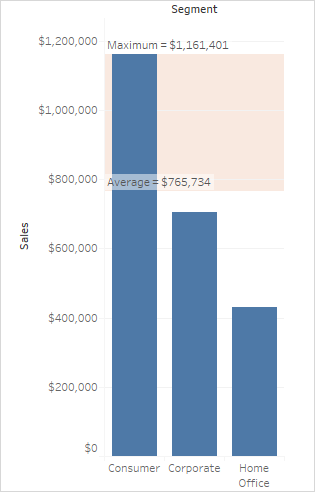 Segment
$1,200,000
Maximum = $1,161,401
$1,000,000
$800,000
Average = $765,734
Sales
$600,000
$400,000
$200,000
$0
Consumer Corporate Home
Office